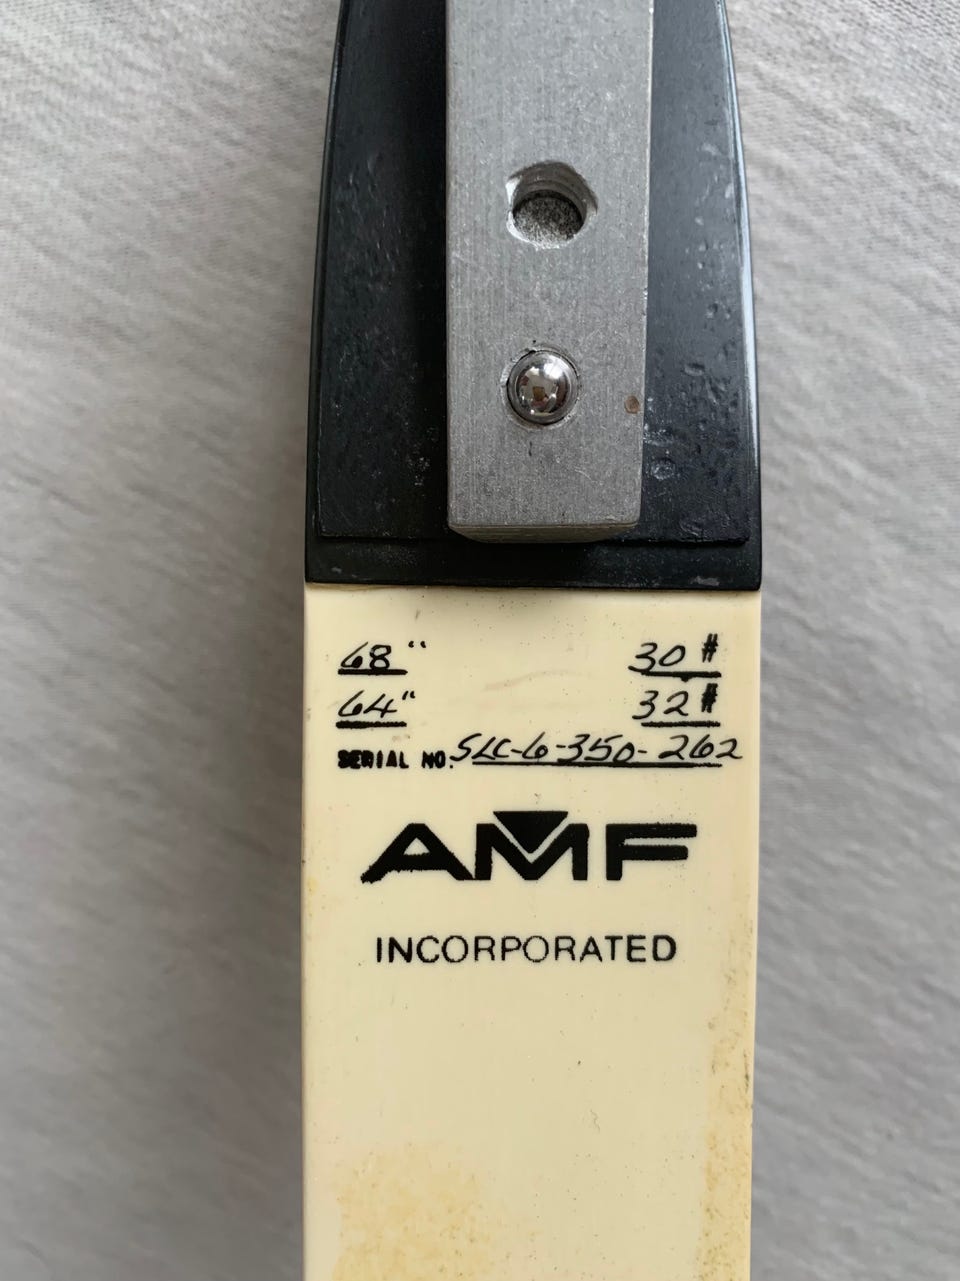 68" 30#
64" 32#
SERIAL NO. SLC-6-350-262
AMF
INCORPORATED